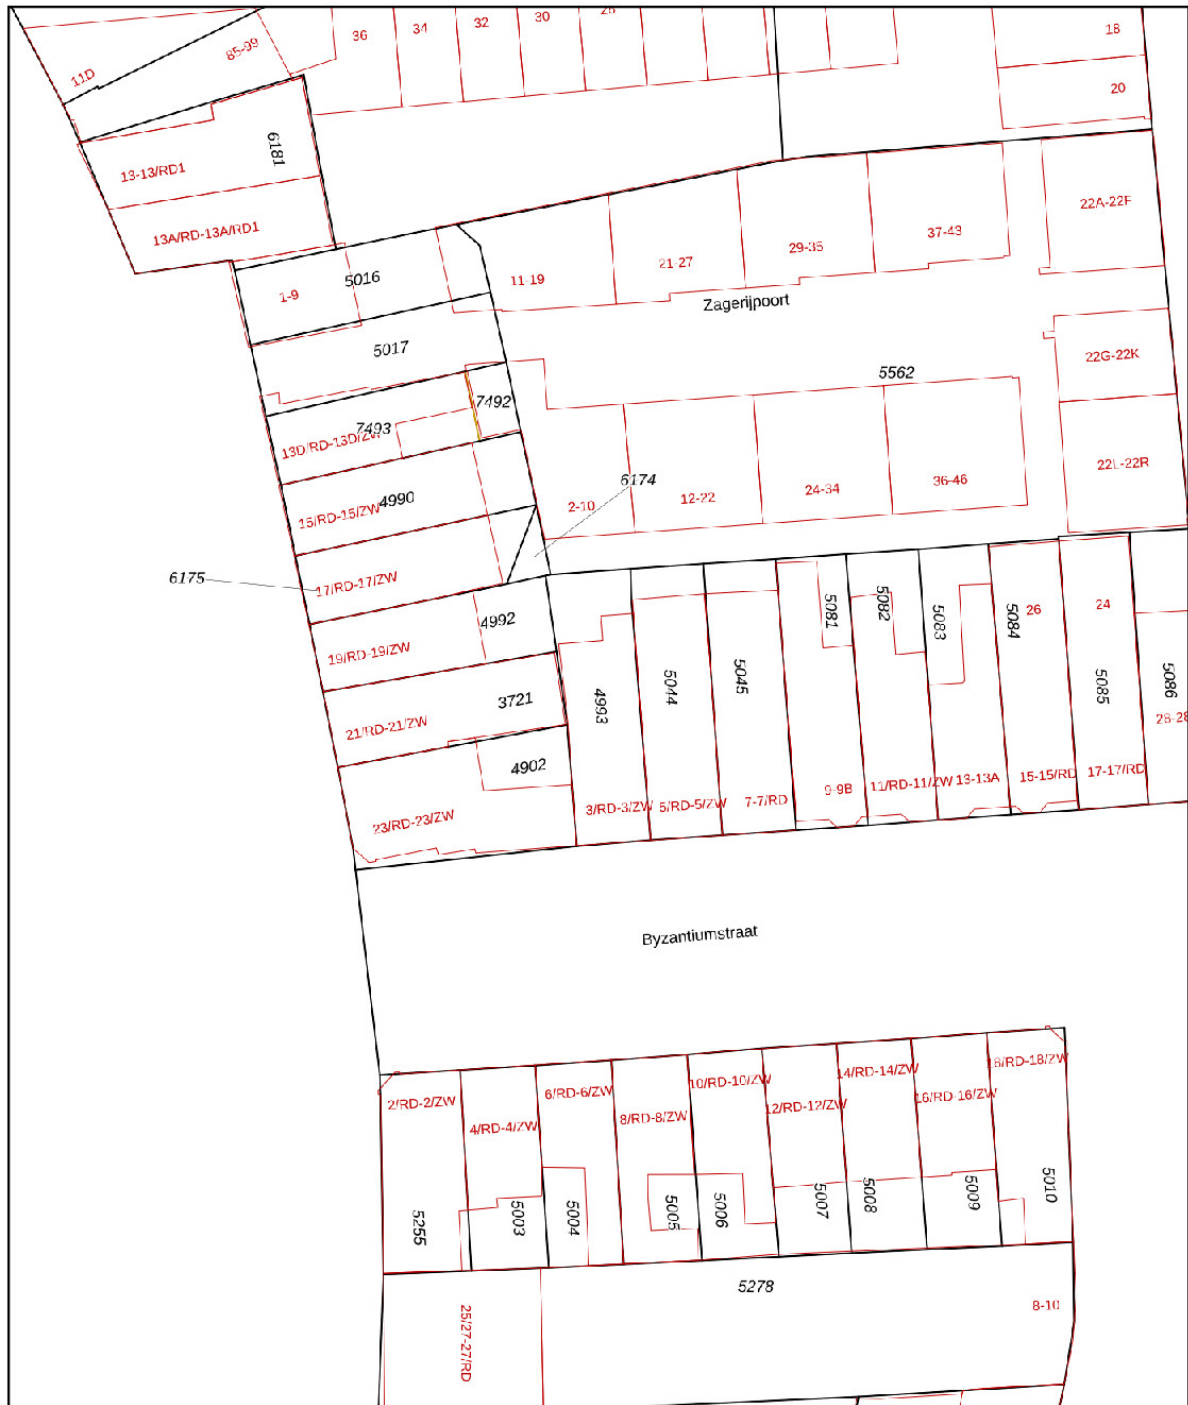 36
34
32
30
18
20
11D
85-99
6181
13-13/RD1
13A/RD-13A/RD1
1-9
5016
5017
11-19
21-27
29-35
37-43
22A-22F
Zagerijpoort
22G-22K
5562
7492
7493
13D/RD-13D/ZW
4990
15/RD-15/ZW
6174
2-10
12-22
24-34
36-46
22L-22R
6175
17/RD-17/ZW
4992
19/RD-19/ZW
3721
21/RD-21/ZW
4902
23/RD-23/ZW
4993
5044
5045
5081
5082
5083
5084
26
24
5085
5086
3/RD-3/ZW
5/RD-5/ZW
7-7/RD
9-9B
11/RD-11/ZW
13-13A
15-15/RD
17-17/RD
Byzantiumstraat
2/RD-2/ZW
4/RD-4/ZW
6/RD-6/ZW
8/RD-8/ZW
10/RD-10/ZW
12/RD-12/ZW
14/RD-14/ZW
16/RD-16/ZW
18/RD-18/ZW
5255
5003
5004
5005
5006
5007
5008
5009
5010
5278
8-10
25/27-27/RD